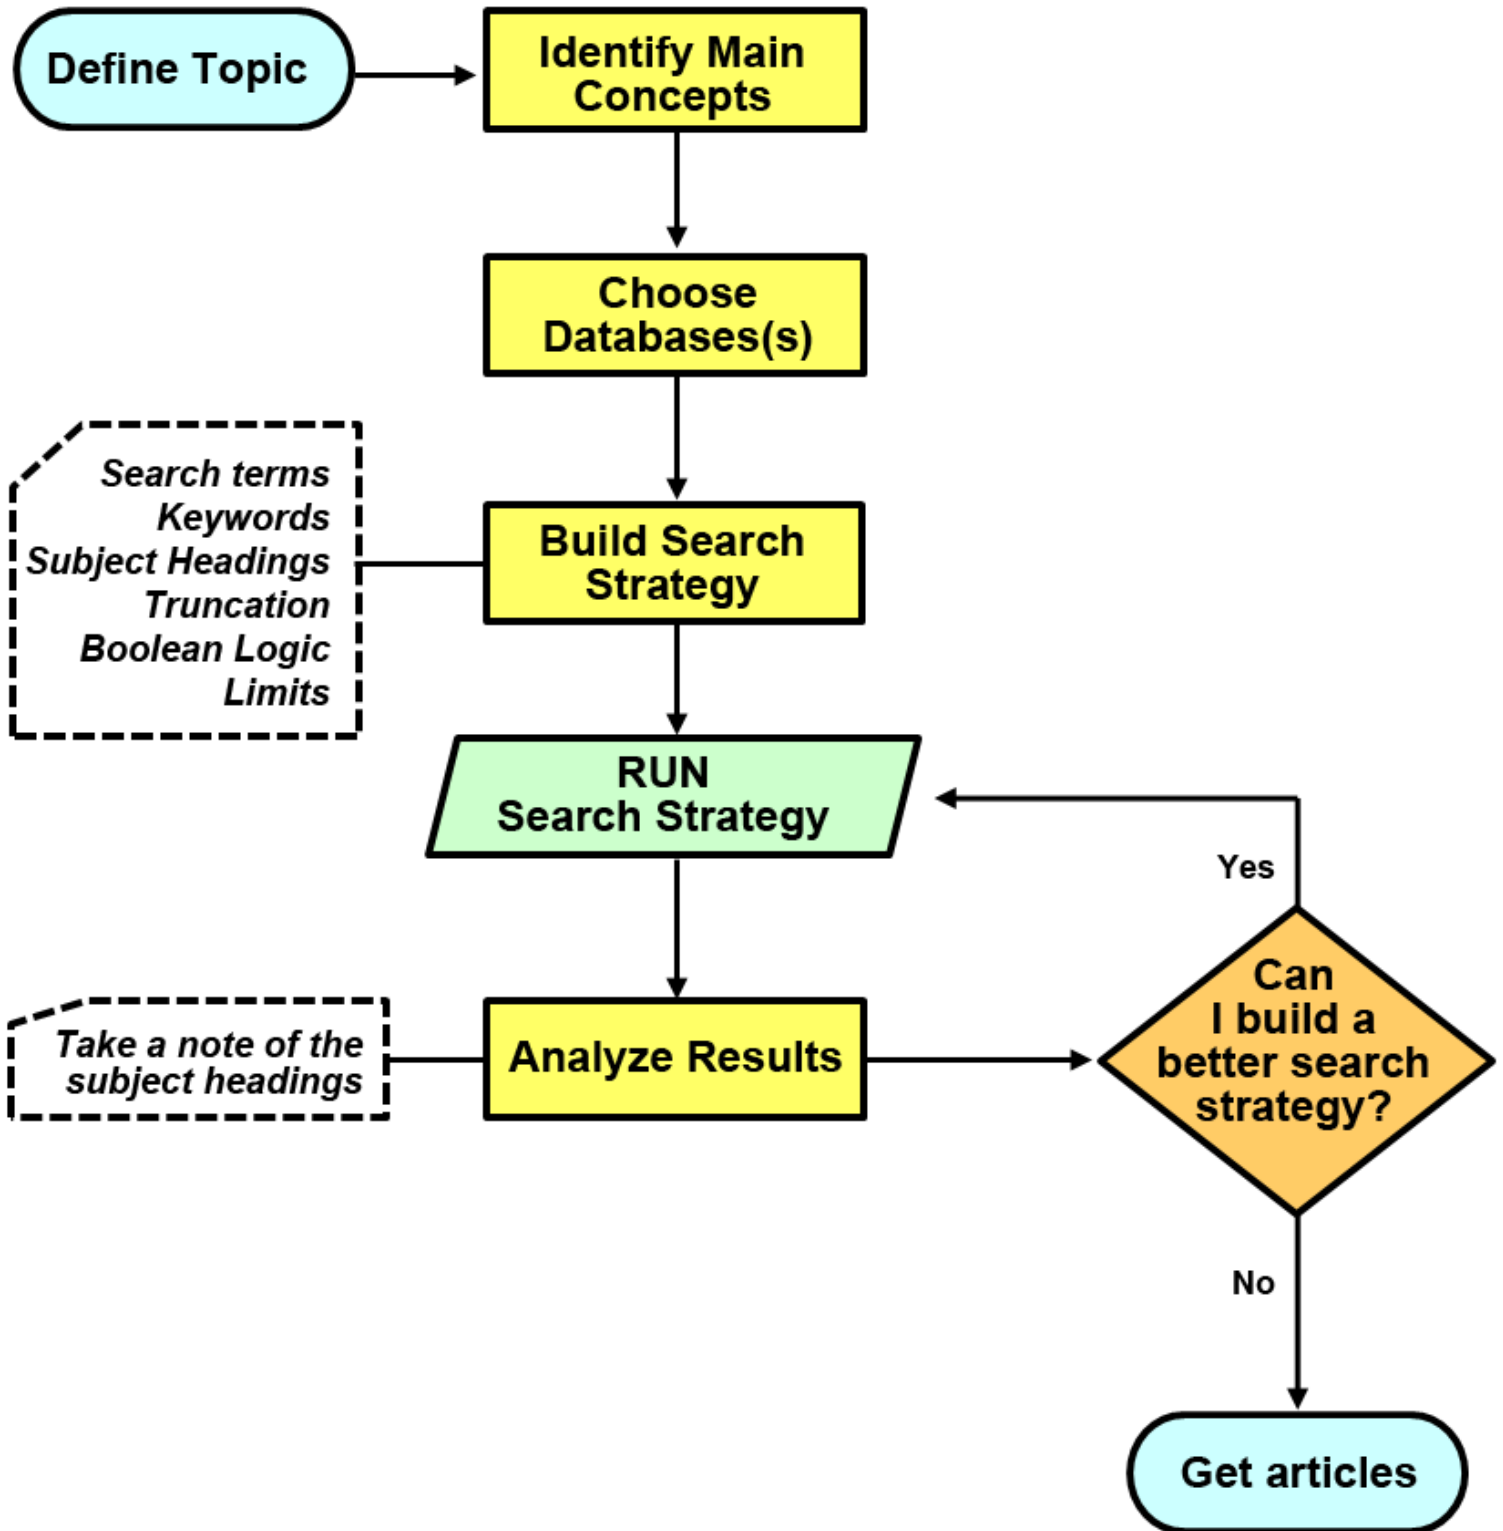 Define Topic
Identify Main
Concepts
Choose
Databases(s)
Search terms
Keywords
Subject Headings
Truncation
Boolean Logic
Limits
Build Search
Strategy
RUN
Search Strategy
Yes
Can
I build a
better search
strategy?
Take a note of the
subject headings
Analyze Results
No
Get articles